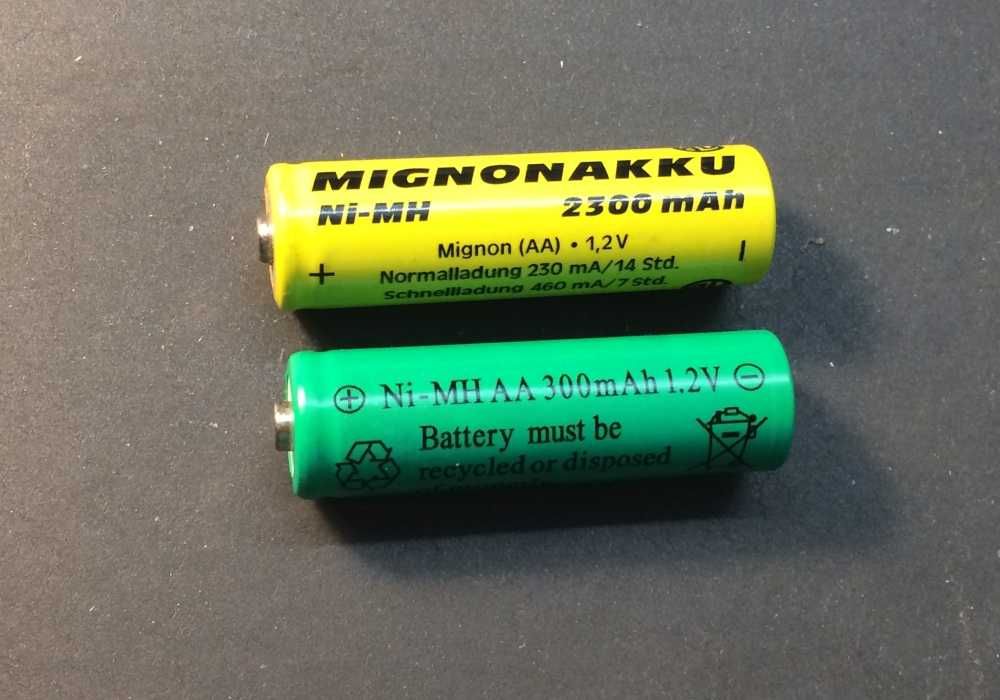 MIGNONAKKU
Ni-MH 2300 mAh
Mignon (AA) • 1,2 V
Normalladung 230 mA/14 Std.
Schnellladung 460 mA/7 Std.
+ –
Ni-MH AA 300mAh 1.2V
Battery must be
recycled or disposed